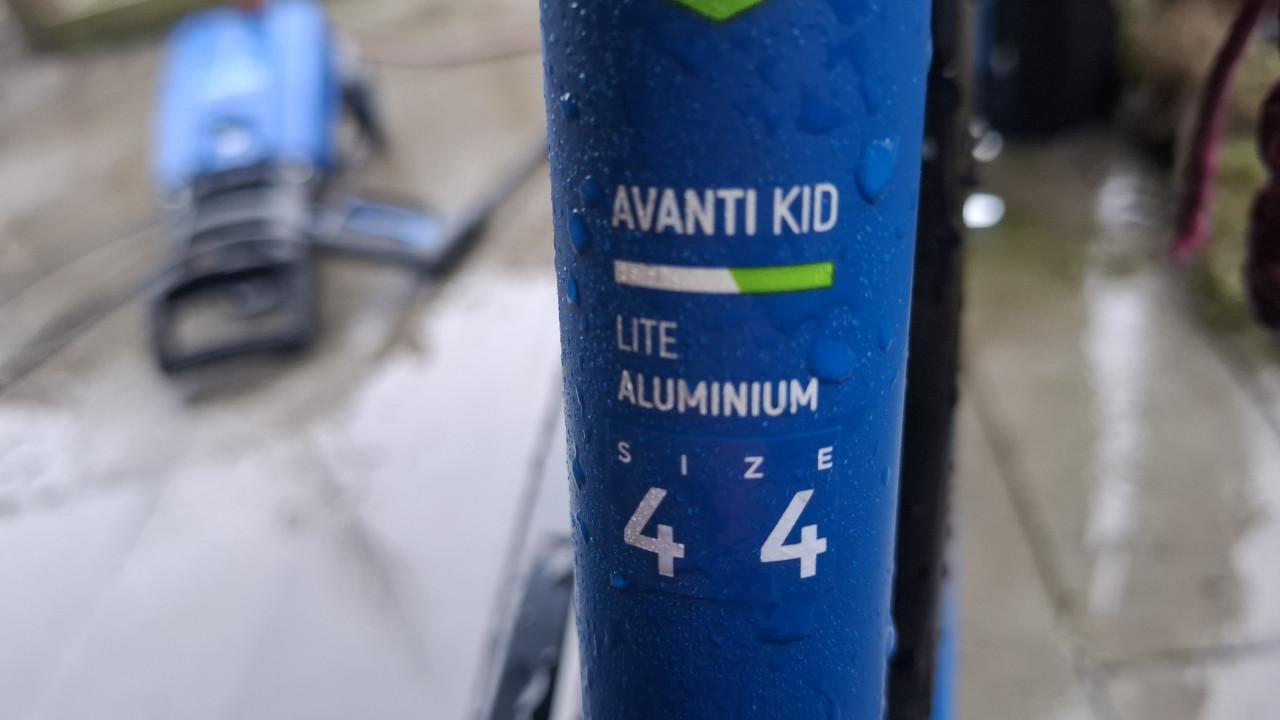 AVANTI KID
LITE
ALUMINIUM
SIZE
44